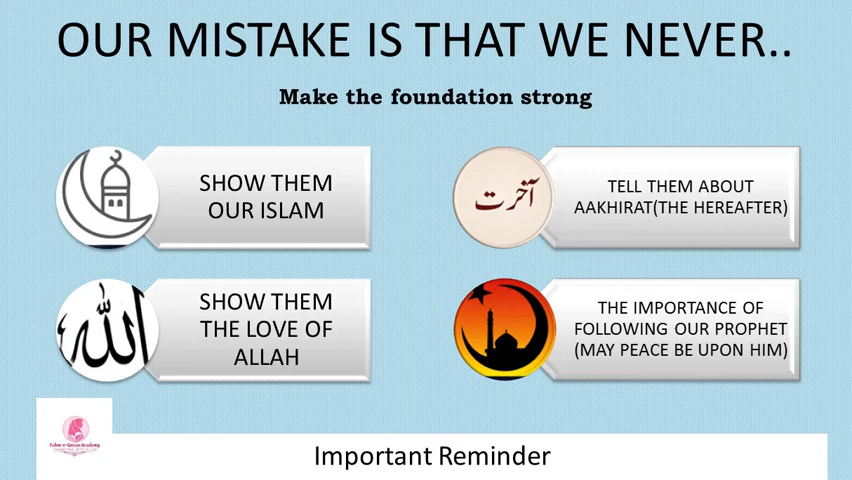 OUR MISTAKE IS THAT WE NEVER..
Make the foundation strong
SHOW THEM
OUR ISLAM
آخرت
TELL THEM ABOUT
AAKHIRAT(THE HEREAFTER)
الله
SHOW THEM
THE LOVE OF
ALLAH
THE IMPORTANCE OF
FOLLOWING OUR PROPHET
(MAY PEACE BE UPON HIM)
Important Reminder